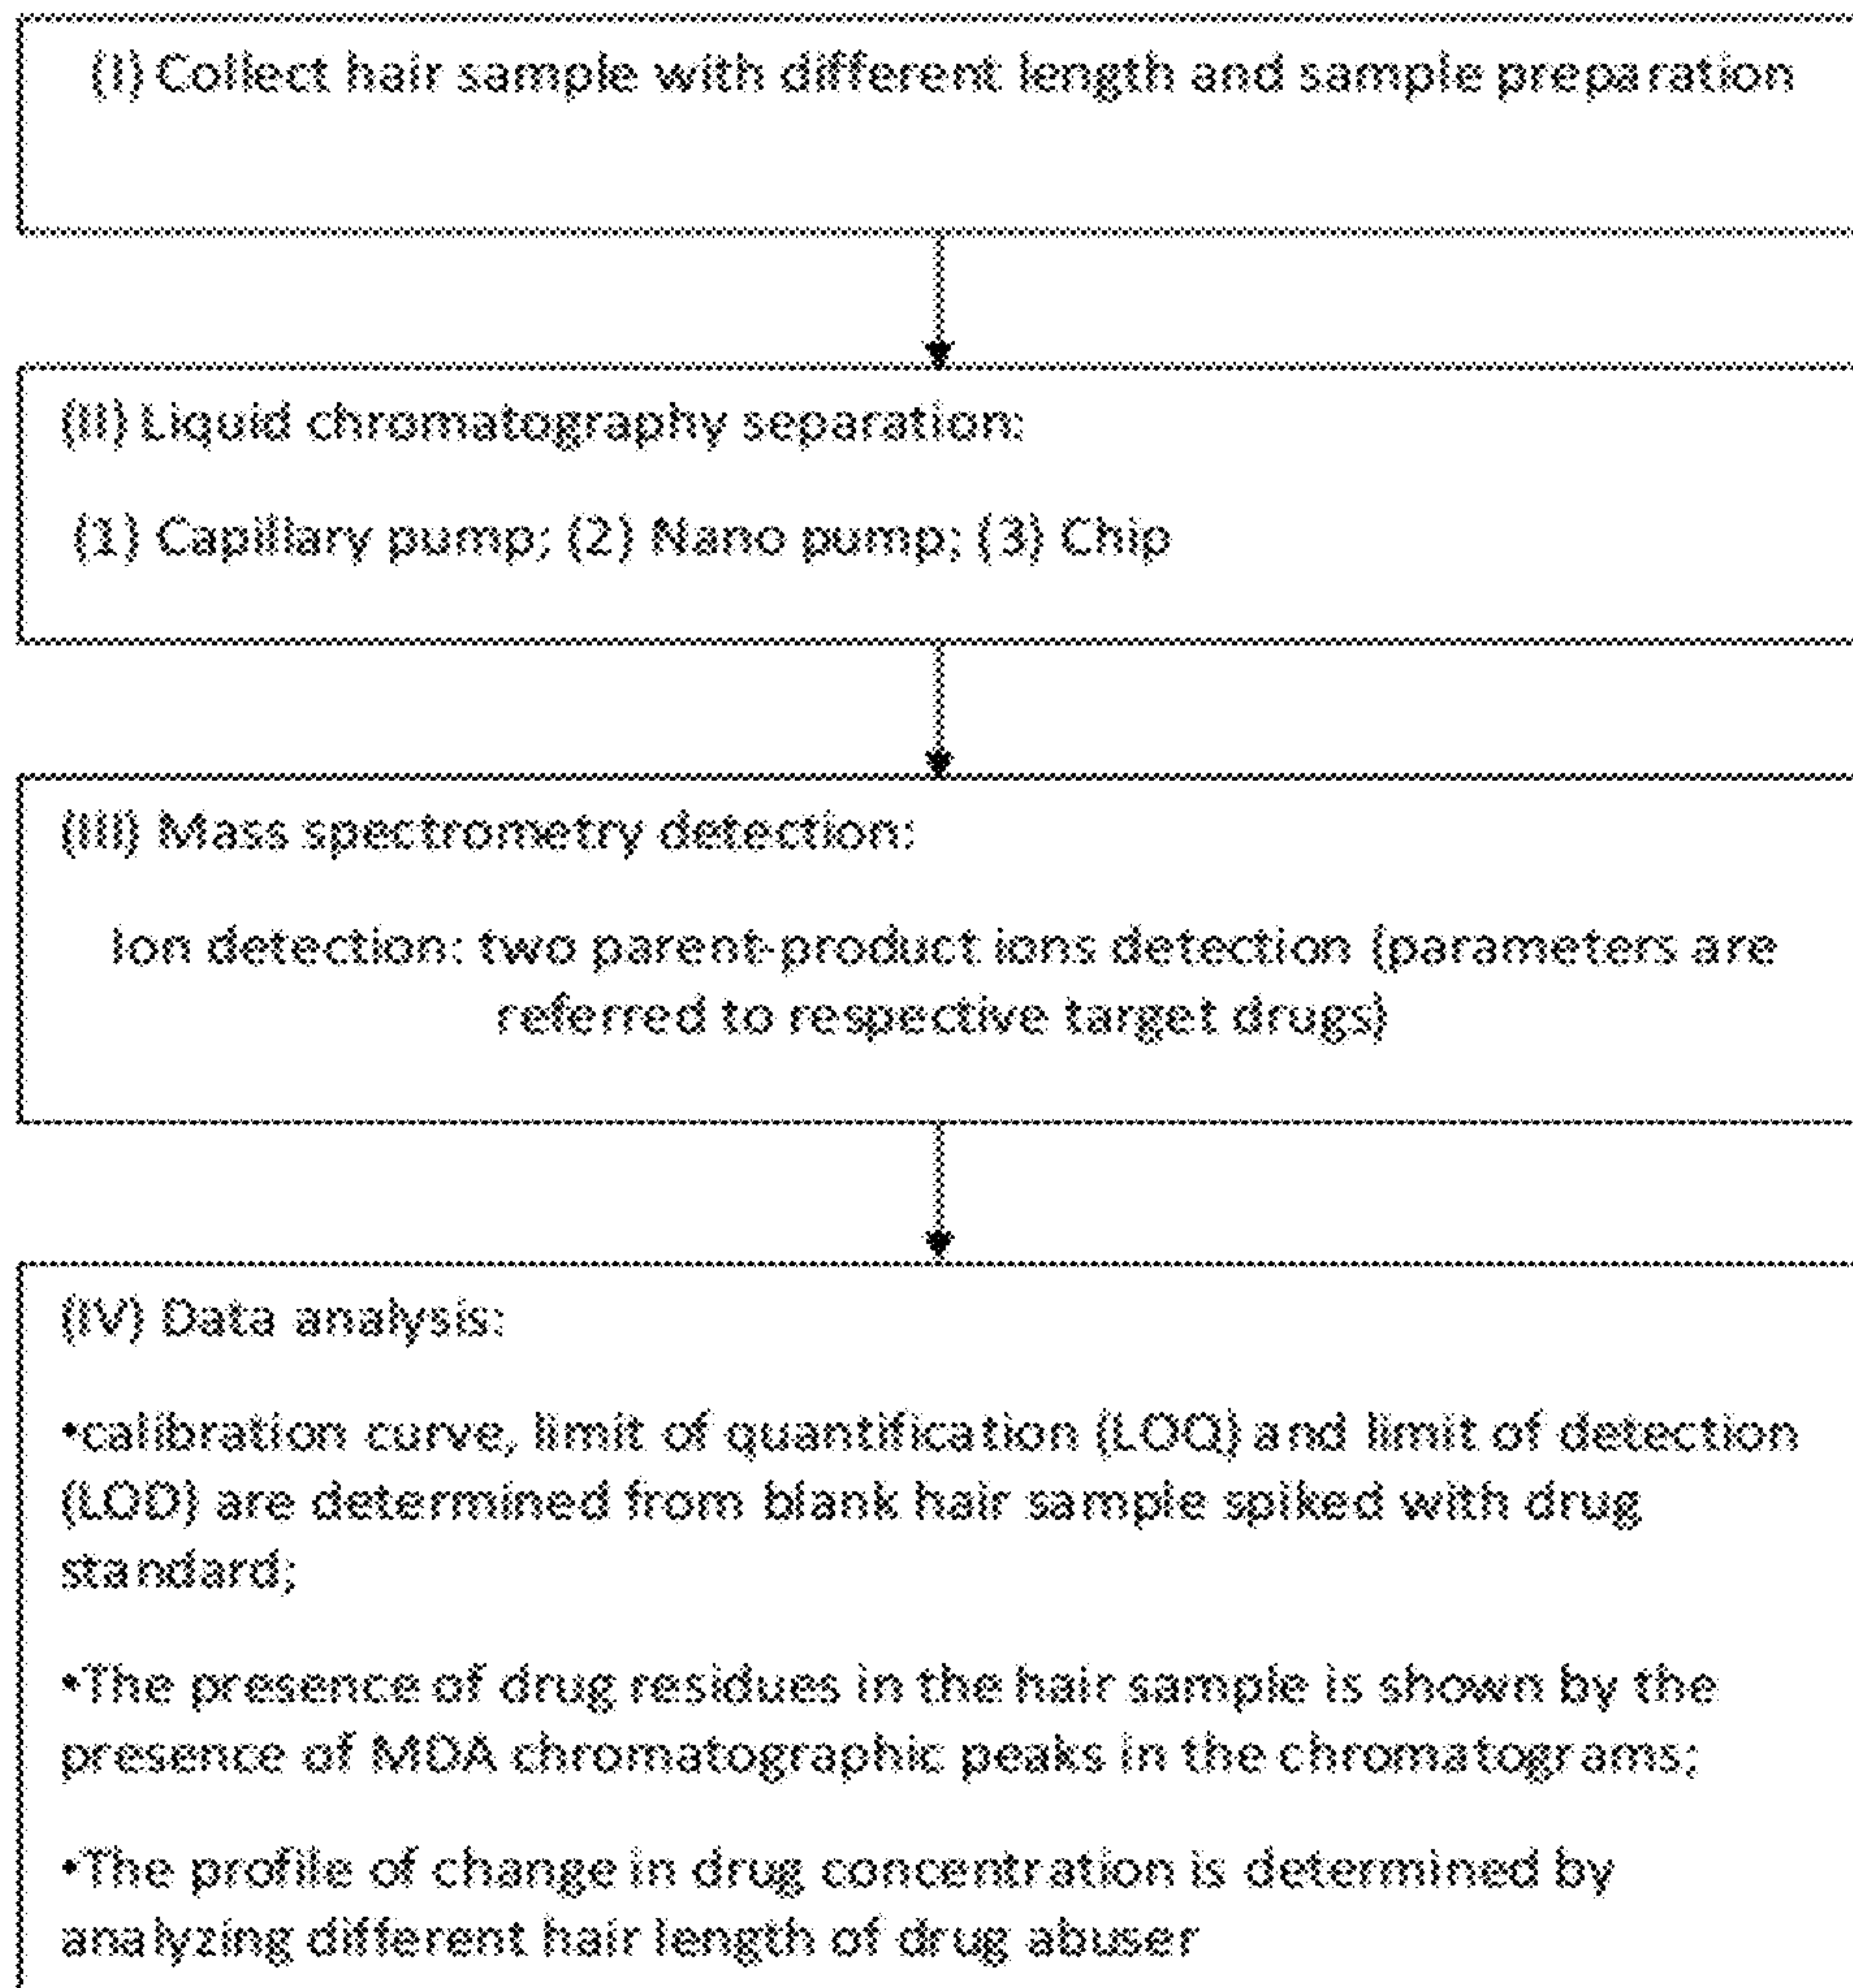 (I) Collect hair sample with different length and sample preparation
(II) Liquid chromatography separation:
(1) Capillary pump; (2) Nano pump; (3) Chip
(III) Mass spectrometry detection:
Ion detection: two parent-product ions detection (parameters are
referred to respective target drugs)
(IV) Data analysis:
•calibration curve, limit of quantification (LOQ) and limit of detection
(LOD) are determined from blank hair sample spiked with drug
standard;
•The presence of drug residues in the hair sample is shown by the
presence of MDA chromatographic peaks in the chromatograms;
•The profile of change in drug concentration is determined by
analyzing different hair length of drug abuser